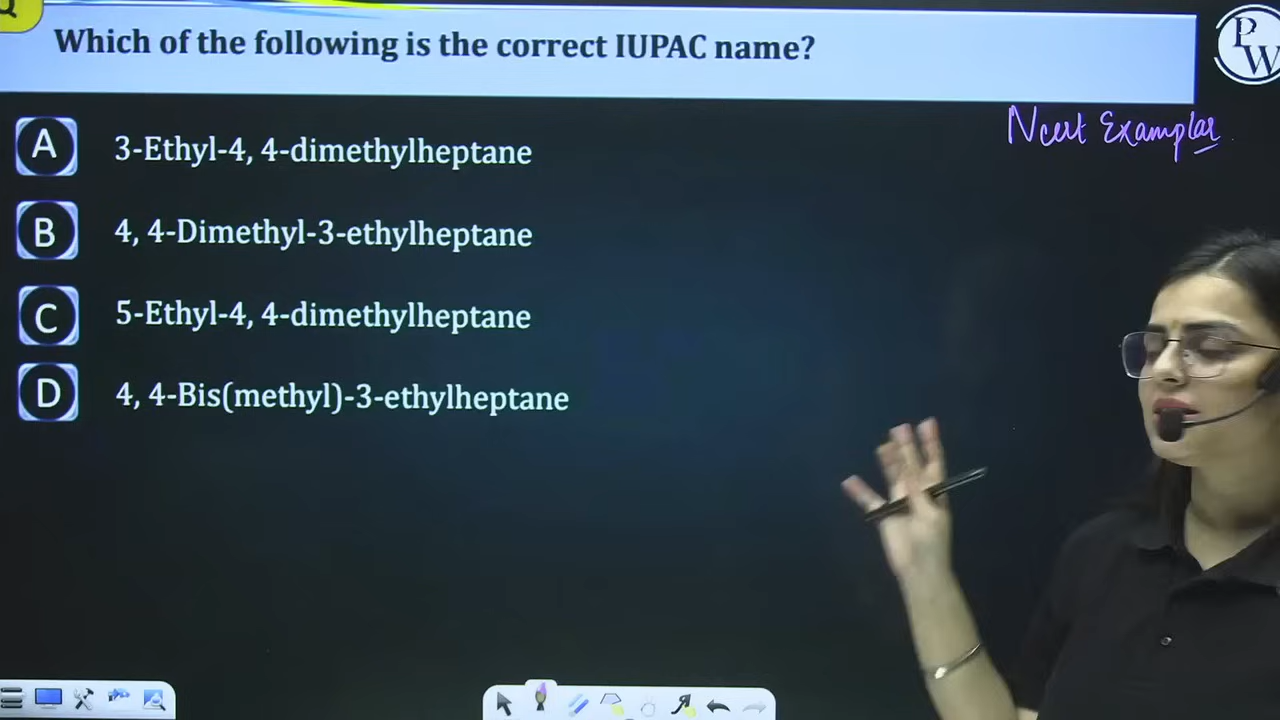 Q
Which of the following is the correct IUPAC name?
PW
Ncert Examplar
A 3-Ethyl-4, 4-dimethylheptane
B 4, 4-Dimethyl-3-ethylheptane
C 5-Ethyl-4, 4-dimethylheptane
D 4, 4-Bis(methyl)-3-ethylheptane